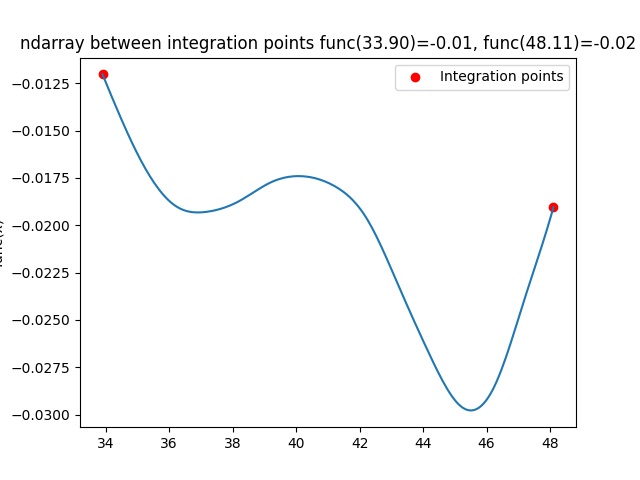 ndarray between integration points func(33.90)=-0.01, func(48.11)=-0.02
Integration points
−0.0125
−0.0150
−0.0175
−0.0200
−0.0225
−0.0250
−0.0275
−0.0300
34 36 38 40 42 44 46 48